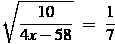 √(10/(4x − 58)) = 1/7